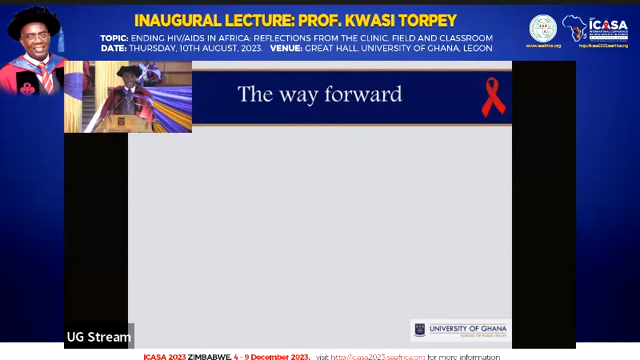 INAUGURAL LECTURE: PROF. KWASI TORPEY
TOPIC: ENDING HIV/AIDS IN AFRICA: REFLECTIONS FROM THE CLINIC, FIELD AND CLASSROOM
DATE: THURSDAY, 10TH AUGUST, 2023. VENUE: GREAT HALL, UNIVERSITY OF GHANA, LEGON
ICASA
The way forward
UNIVERSITY OF GHANA
UG Stream
ICASA 2023 ZIMBABWE, 4 - 9 December 2023, visit http://icasa2023.saafrica.org for more information